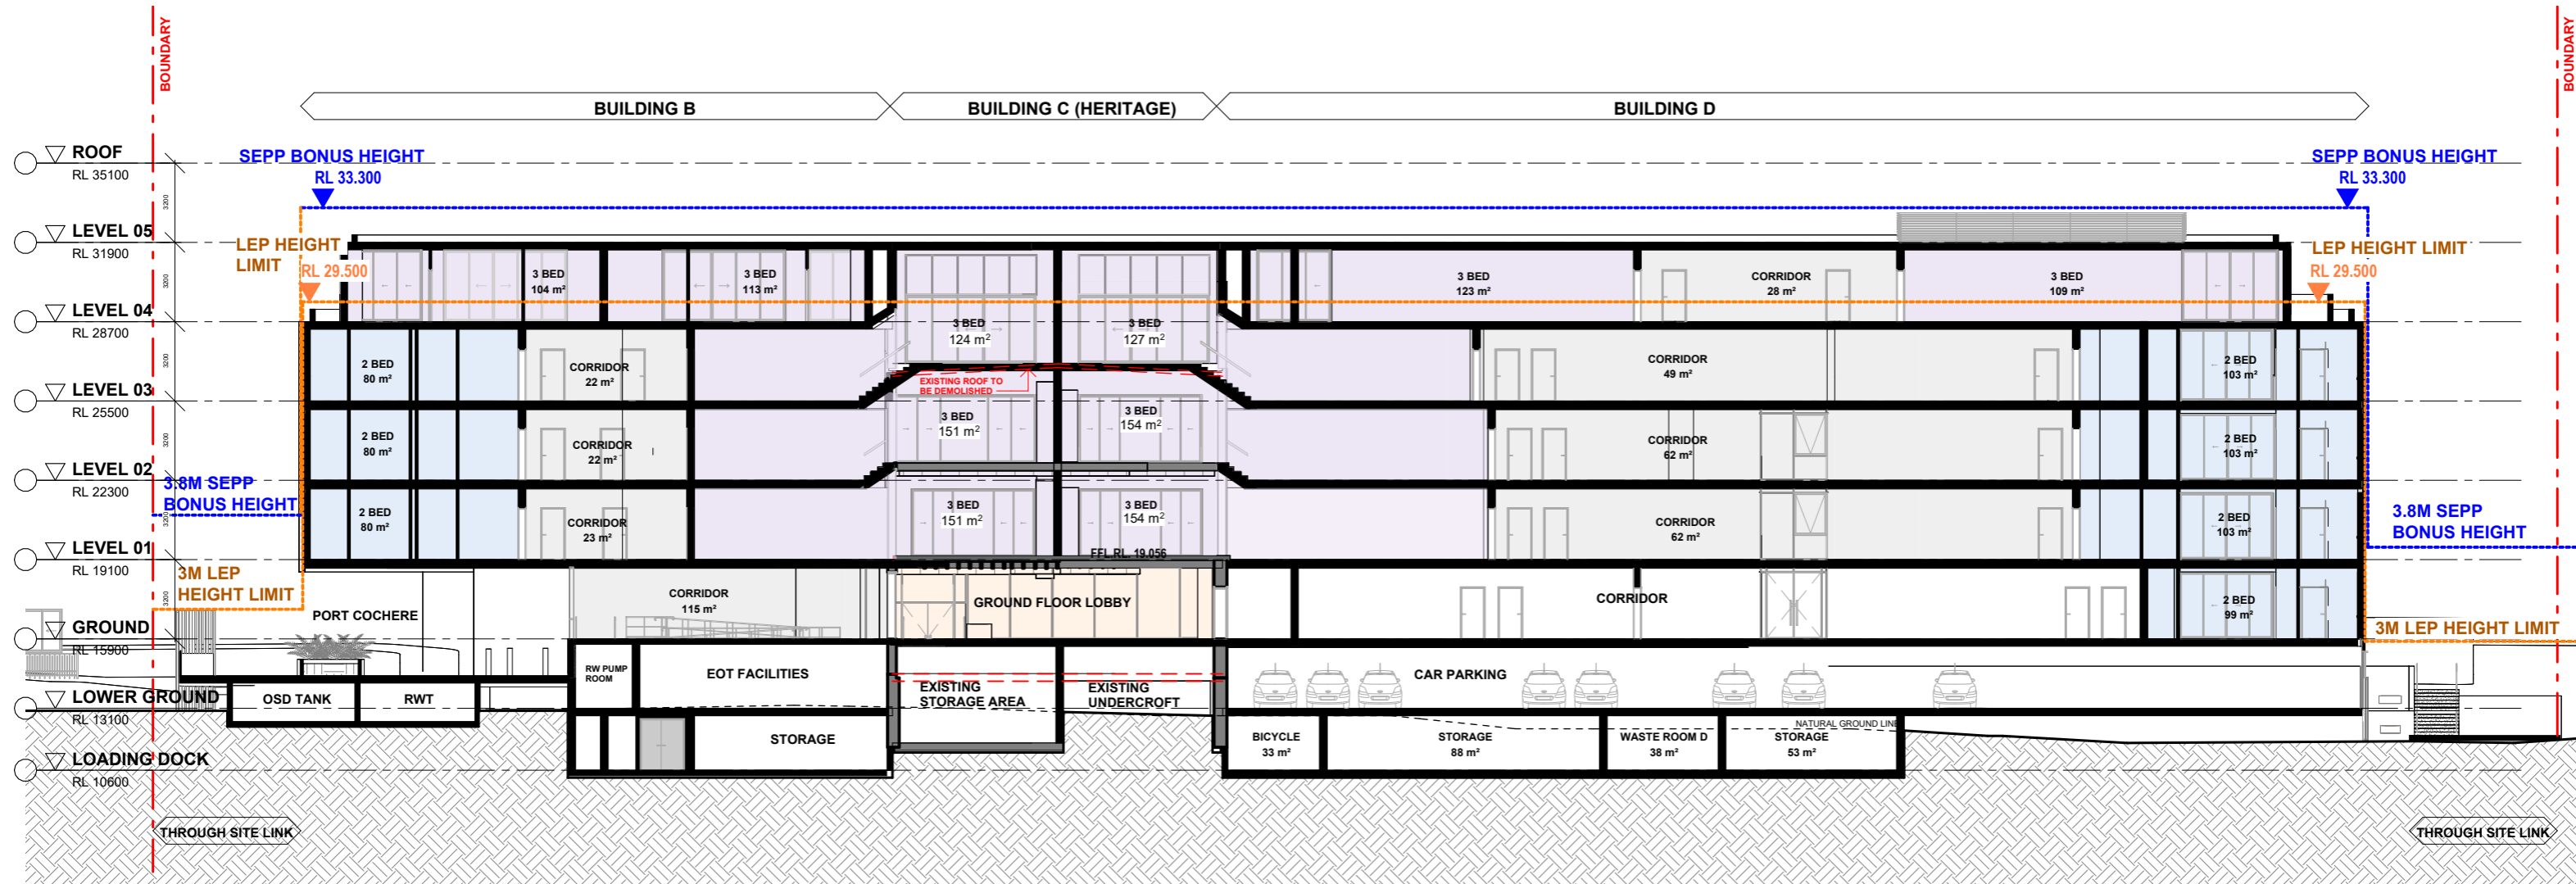 BOUNDARY
BOUNDARY
BUILDING B
BUILDING C (HERITAGE)
BUILDING D
ROOF
RL 35100
SEPP BONUS HEIGHT
RL 33.300
SEPP BONUS HEIGHT
RL 33.300
3200
LEVEL 05
RL 31900
LEP HEIGHT
LIMIT
RL 29.500
LEP HEIGHT LIMIT
RL 29.500
3 BED
104 m²
3 BED
113 m²
3 BED
123 m²
CORRIDOR
28 m²
3 BED
109 m²
3200
LEVEL 04
RL 28700
3 BED
124 m²
3 BED
127 m²
3200
2 BED
80 m²
CORRIDOR
22 m²
EXISTING ROOF TO
BE DEMOLISHED
CORRIDOR
49 m²
2 BED
103 m²
LEVEL 03
RL 25500
3200
2 BED
80 m²
CORRIDOR
22 m²
3 BED
151 m²
3 BED
154 m²
CORRIDOR
62 m²
2 BED
103 m²
LEVEL 02
RL 22300
3.8M SEPP
BONUS HEIGHT
3200
2 BED
80 m²
CORRIDOR
23 m²
3 BED
151 m²
3 BED
154 m²
CORRIDOR
62 m²
2 BED
103 m²
3.8M SEPP
BONUS HEIGHT
LEVEL 01
RL 19100
FFL.RL. 19.056
3M LEP
HEIGHT LIMIT
3200
PORT COCHERE
CORRIDOR
115 m²
GROUND FLOOR LOBBY
CORRIDOR
2 BED
99 m²
3M LEP HEIGHT LIMIT
GROUND
RL 15900
RW PUMP
ROOM
EOT FACILITIES
EXISTING
STORAGE AREA
EXISTING
UNDERCROFT
CAR PARKING
OSD TANK
RWT
LOWER GROUND
RL 13100
NATURAL GROUND LINE
STORAGE
BICYCLE
33 m²
STORAGE
88 m²
WASTE ROOM D
38 m²
STORAGE
53 m²
LOADING DOCK
RL 10600
THROUGH SITE LINK
THROUGH SITE LINK